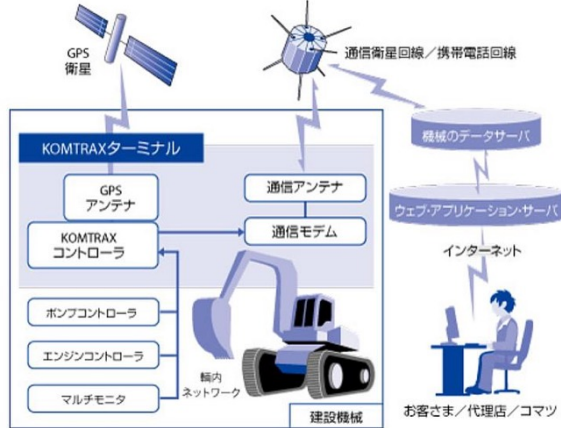 GPS
衛星
通信衛星回線／携帯電話回線
KOMTRAXターミナル
GPS
アンテナ
KOMTRAX
コントローラ
通信アンテナ
通信モデム
ポンプコントローラ
エンジンコントローラ
マルチモニタ
輌内
ネットワーク
建設機械
機械のデータサーバ
ウェブ・アプリケーション・サーバ
インターネット
お客さま／代理店／コマツ